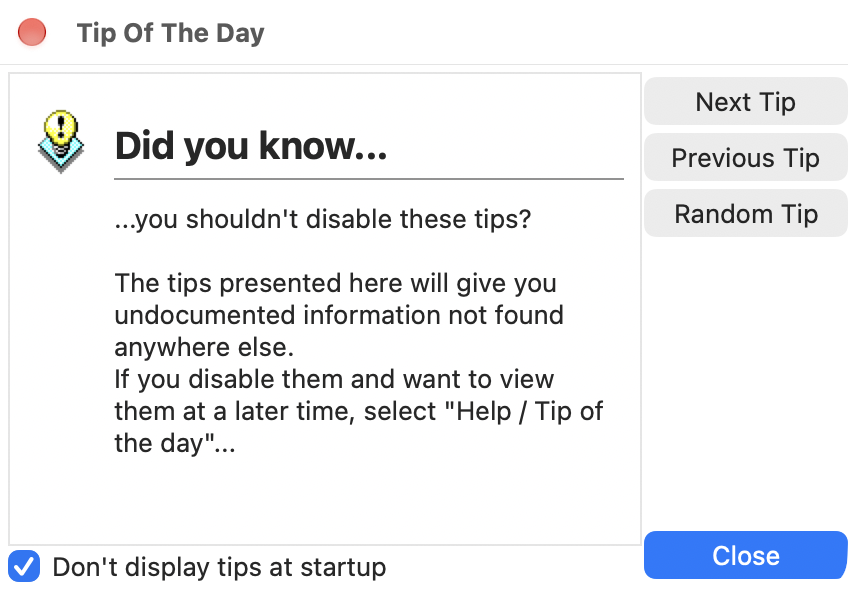 Tip Of The Day
Did you know...
...you shouldn't disable these tips?
The tips presented here will give you
undocumented information not found
anywhere else.
If you disable them and want to view
them at a later time, select "Help / Tip of
the day"...
Next Tip
Previous Tip
Random Tip
Don't display tips at startup
Close